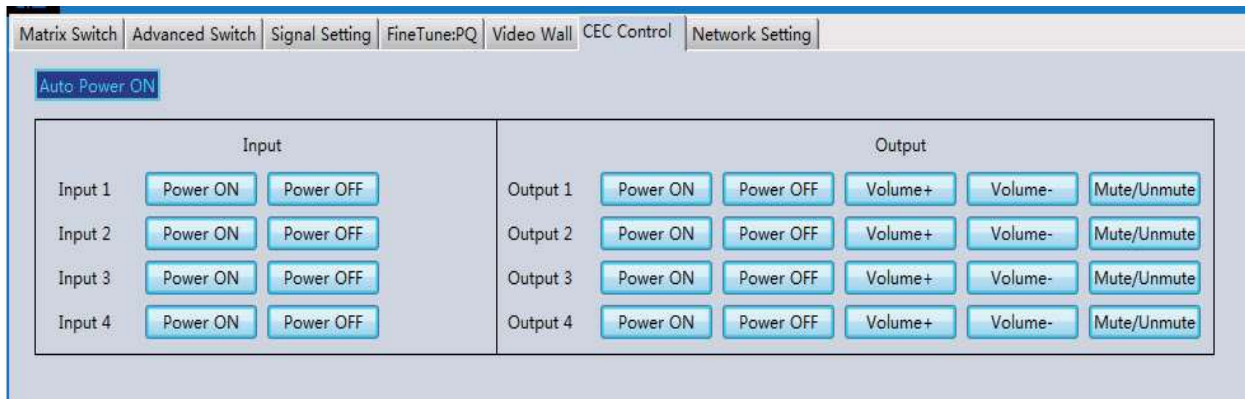 Matrix Switch Advanced Switch Signal Setting FineTune:PQ Video Wall CEC Control Network Setting
Auto Power ON
Input Output
Input 1 Power ON Power OFF Output 1 Power ON Power OFF Volume+ Volume- Mute/Unmute
Input 2 Power ON Power OFF Output 2 Power ON Power OFF Volume+ Volume- Mute/Unmute
Input 3 Power ON Power OFF Output 3 Power ON Power OFF Volume+ Volume- Mute/Unmute
Input 4 Power ON Power OFF Output 4 Power ON Power OFF Volume+ Volume- Mute/Unmute